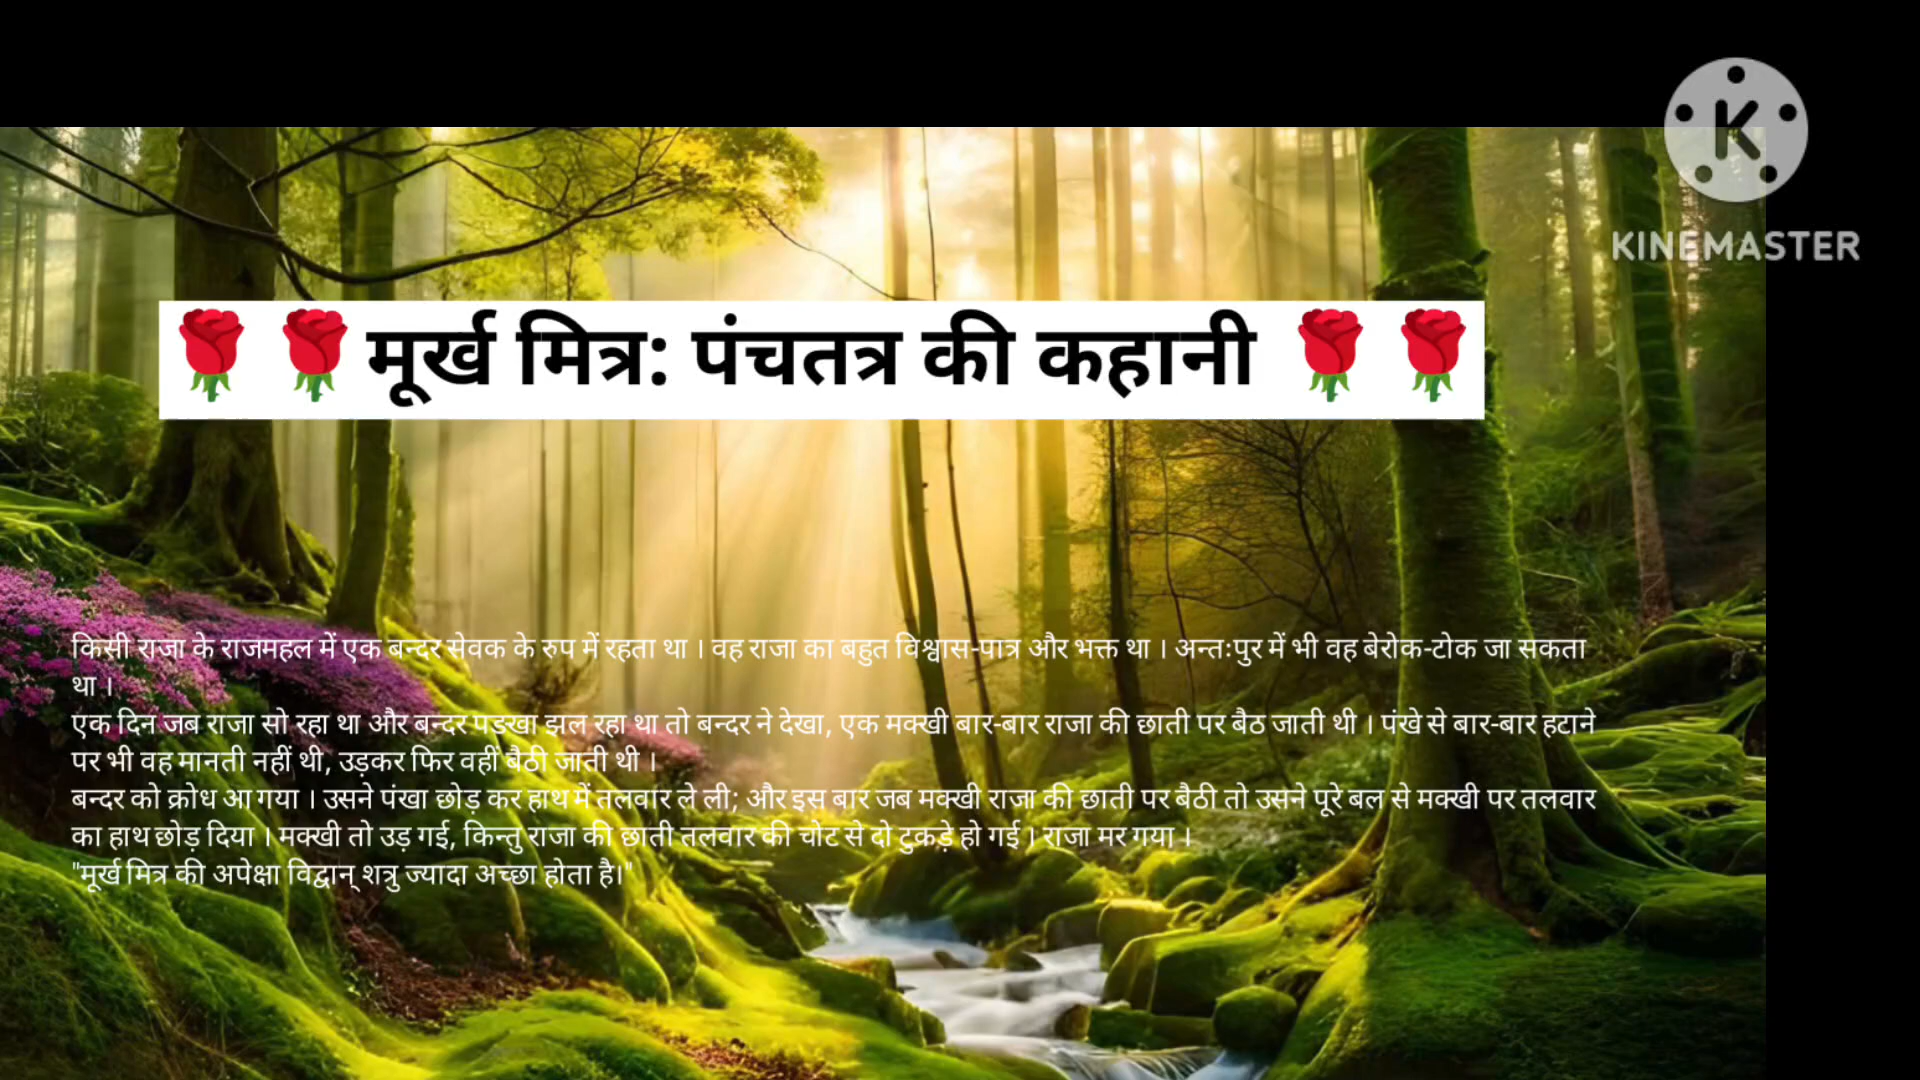 KINEMASTER
🌹🌹मूर्ख मित्र: पंचतत्र की कहानी 🌹🌹
किसी राजा के राजमहल में एक बन्दर सेवक के रुप में रहता था । वह राजा का बहुत विश्वास-पात्र और भक्त था । अन्तःपुर में भी वह बेरोक-टोक जा सकता
था ।
एक दिन जब राजा सो रहा था और बन्दर पङखा झल रहा था तो बन्दर ने देखा, एक मक्खी बार-बार राजा की छाती पर बैठ जाती थी । पंखे से बार-बार हटाने
पर भी वह मानती नहीं थी, उड़कर फिर वहीं बैठी जाती थी ।
बन्दर को क्रोध आ गया । उसने पंखा छोड़ कर हाथ में तलवार ले ली; और इस बार जब मक्खी राजा की छाती पर बैठी तो उसने पूरे बल से मक्खी पर तलवार
का हाथ छोड़ दिया । मक्खी तो उड़ गई, किन्तु राजा की छाती तलवार की चोट से दो टुकड़े हो गई । राजा मर गया ।
"मूर्ख मित्र की अपेक्षा विद्वान् शत्रु ज्यादा अच्छा होता है।"